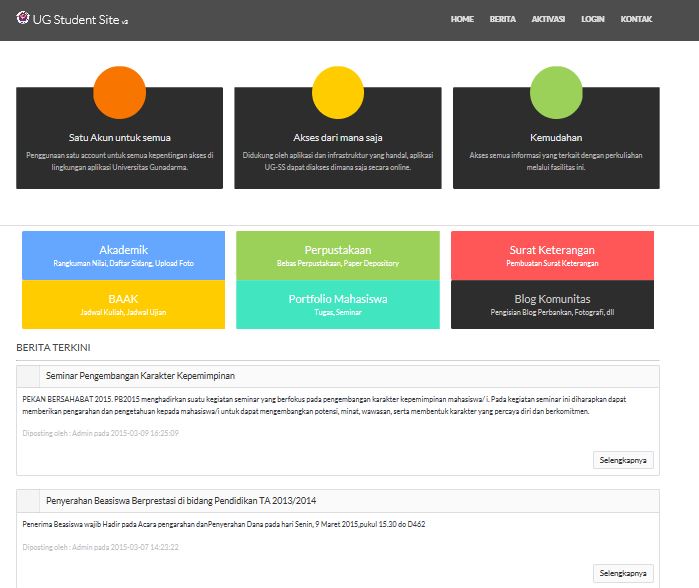 UG Student Site v2
HOME BERITA AKTIVASI LOGIN KONTAK
Satu Akun untuk semua
Penggunaan satu account untuk semua kepentingan akses di
lingkungan aplikasi Universitas Gunadarma.
Akses dari mana saja
Didukung oleh aplikasi dan infrastruktur yang handal, aplikasi
UG-SS dapat diakses dimana saja secara online.
Kemudahan
Akses semua informasi yang terkait dengan perkuliahan
melalui fasilitas ini.
Akademik
Rangkuman Nilai, Daftar Sidang, Upload Foto
Perpustakaan
Bebas Perpustakaan, Paper Depository
Surat Keterangan
Pembuatan Surat Keterangan
BAAK
Jadwal Kuliah, Jadwal Ujian
Portfolio Mahasiswa
Tugas, Seminar
Blog Komunitas
Pengisian Blog Perbankan, Fotografi, dll
BERITA TERKINI
Seminar Pengembangan Karakter Kepemimpinan
PEKAN BERSAHABAT 2015. PB2015 menghadirkan suatu kegiatan seminar yang berfokus pada pengembangan karakter kepemimpinan mahasiswa/ i. Pada kegiatan seminar ini diharapkan dapat
memberikan pengarahan dan pengetahuan kepada mahasiswa/i untuk dapat mengembangkan potensi, minat, wawasan, serta membentuk karakter yang percaya diri dan berkomitmen.
Diposting oleh : Admin pada 2015-03-09 16:25:09
Selengkapnya
Penyerahan Beasiswa Berprestasi di bidang Pendidikan TA 2013/2014
Penerima Beasiswa wajib Hadir pada Acara pengarahan danPenyerahan Dana pada hari Senin, 9 Maret 2015,pukul 15.30 do D462
Diposting oleh : Admin pada 2015-03-07 14:23:22
Selengkapnya